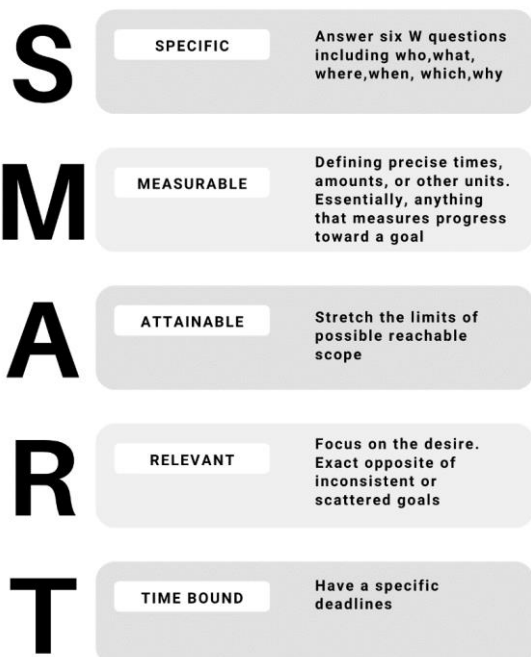 S
SPECIFIC
Answer six W questions
including who,what,
where,when, which,why
M
MEASURABLE
Defining precise times,
amounts, or other units.
Essentially, anything
that measures progress
toward a goal
A
ATTAINABLE
Stretch the limits of
possible reachable
scope
R
RELEVANT
Focus on the desire.
Exact opposite of
inconsistent or
scattered goals
T
TIME BOUND
Have a specific
deadlines